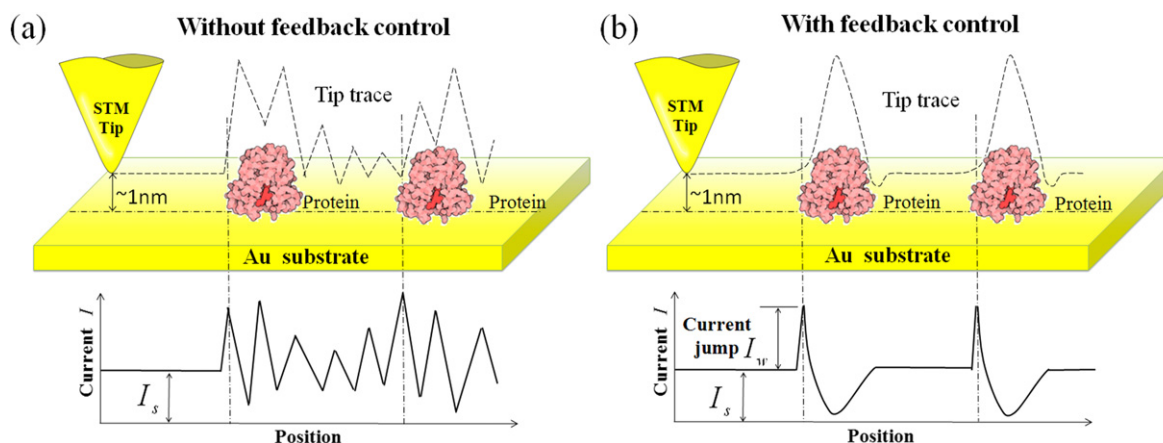 (a)
Without feedback control
STM
Tip
Tip trace
~1nm
Protein
Protein
Au substrate
Current I
I_s
Position
(b)
With feedback control
STM
Tip
Tip trace
~1nm
Protein
Protein
Au substrate
Current I
Current
jump I_w
I_s
Position